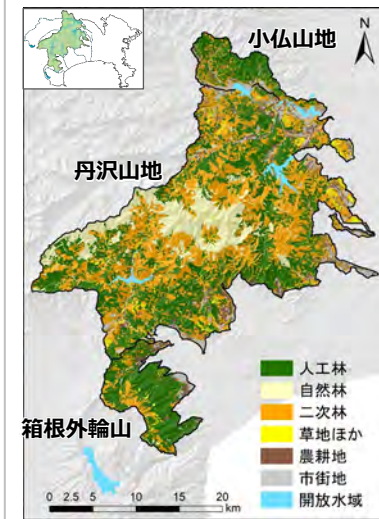 小仏山地
N
丹沢山地
箱根外輪山
人工林
自然林
二次林
草地ほか
農耕地
市街地
開放水域
0 2.5 5 10 15 20
km